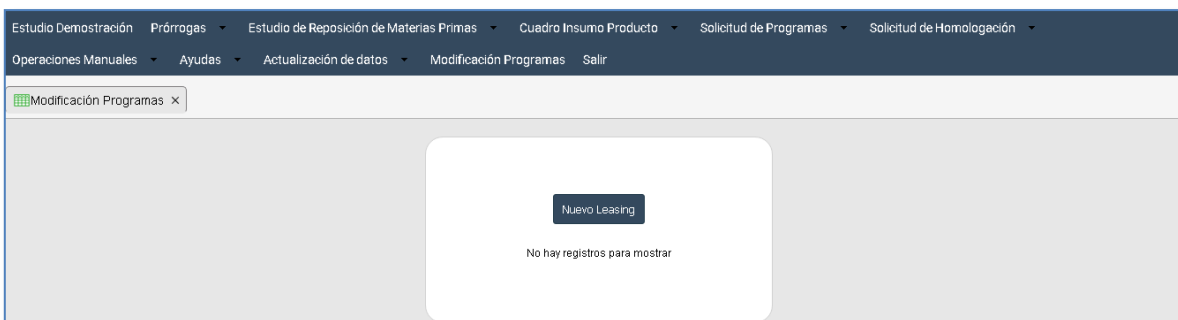 Estudio Demostración Prórrogas Estudio de Reposición de Materias Primas Cuadro Insumo Producto Solicitud de Programas Solicitud de Homologación
Operaciones Manuales Ayudas Actualización de datos Modificación Programas Salir
Modificación Programas ×
Nuevo Leasing
No hay registros para mostrar